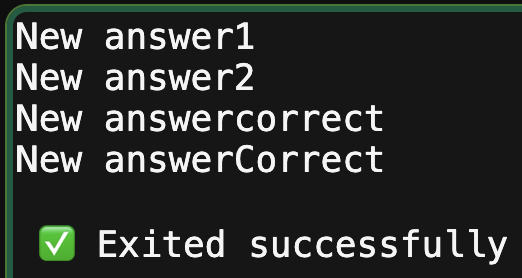 New answer1
New answer2
New answercorrect
New answerCorrect
✅ Exited successfully